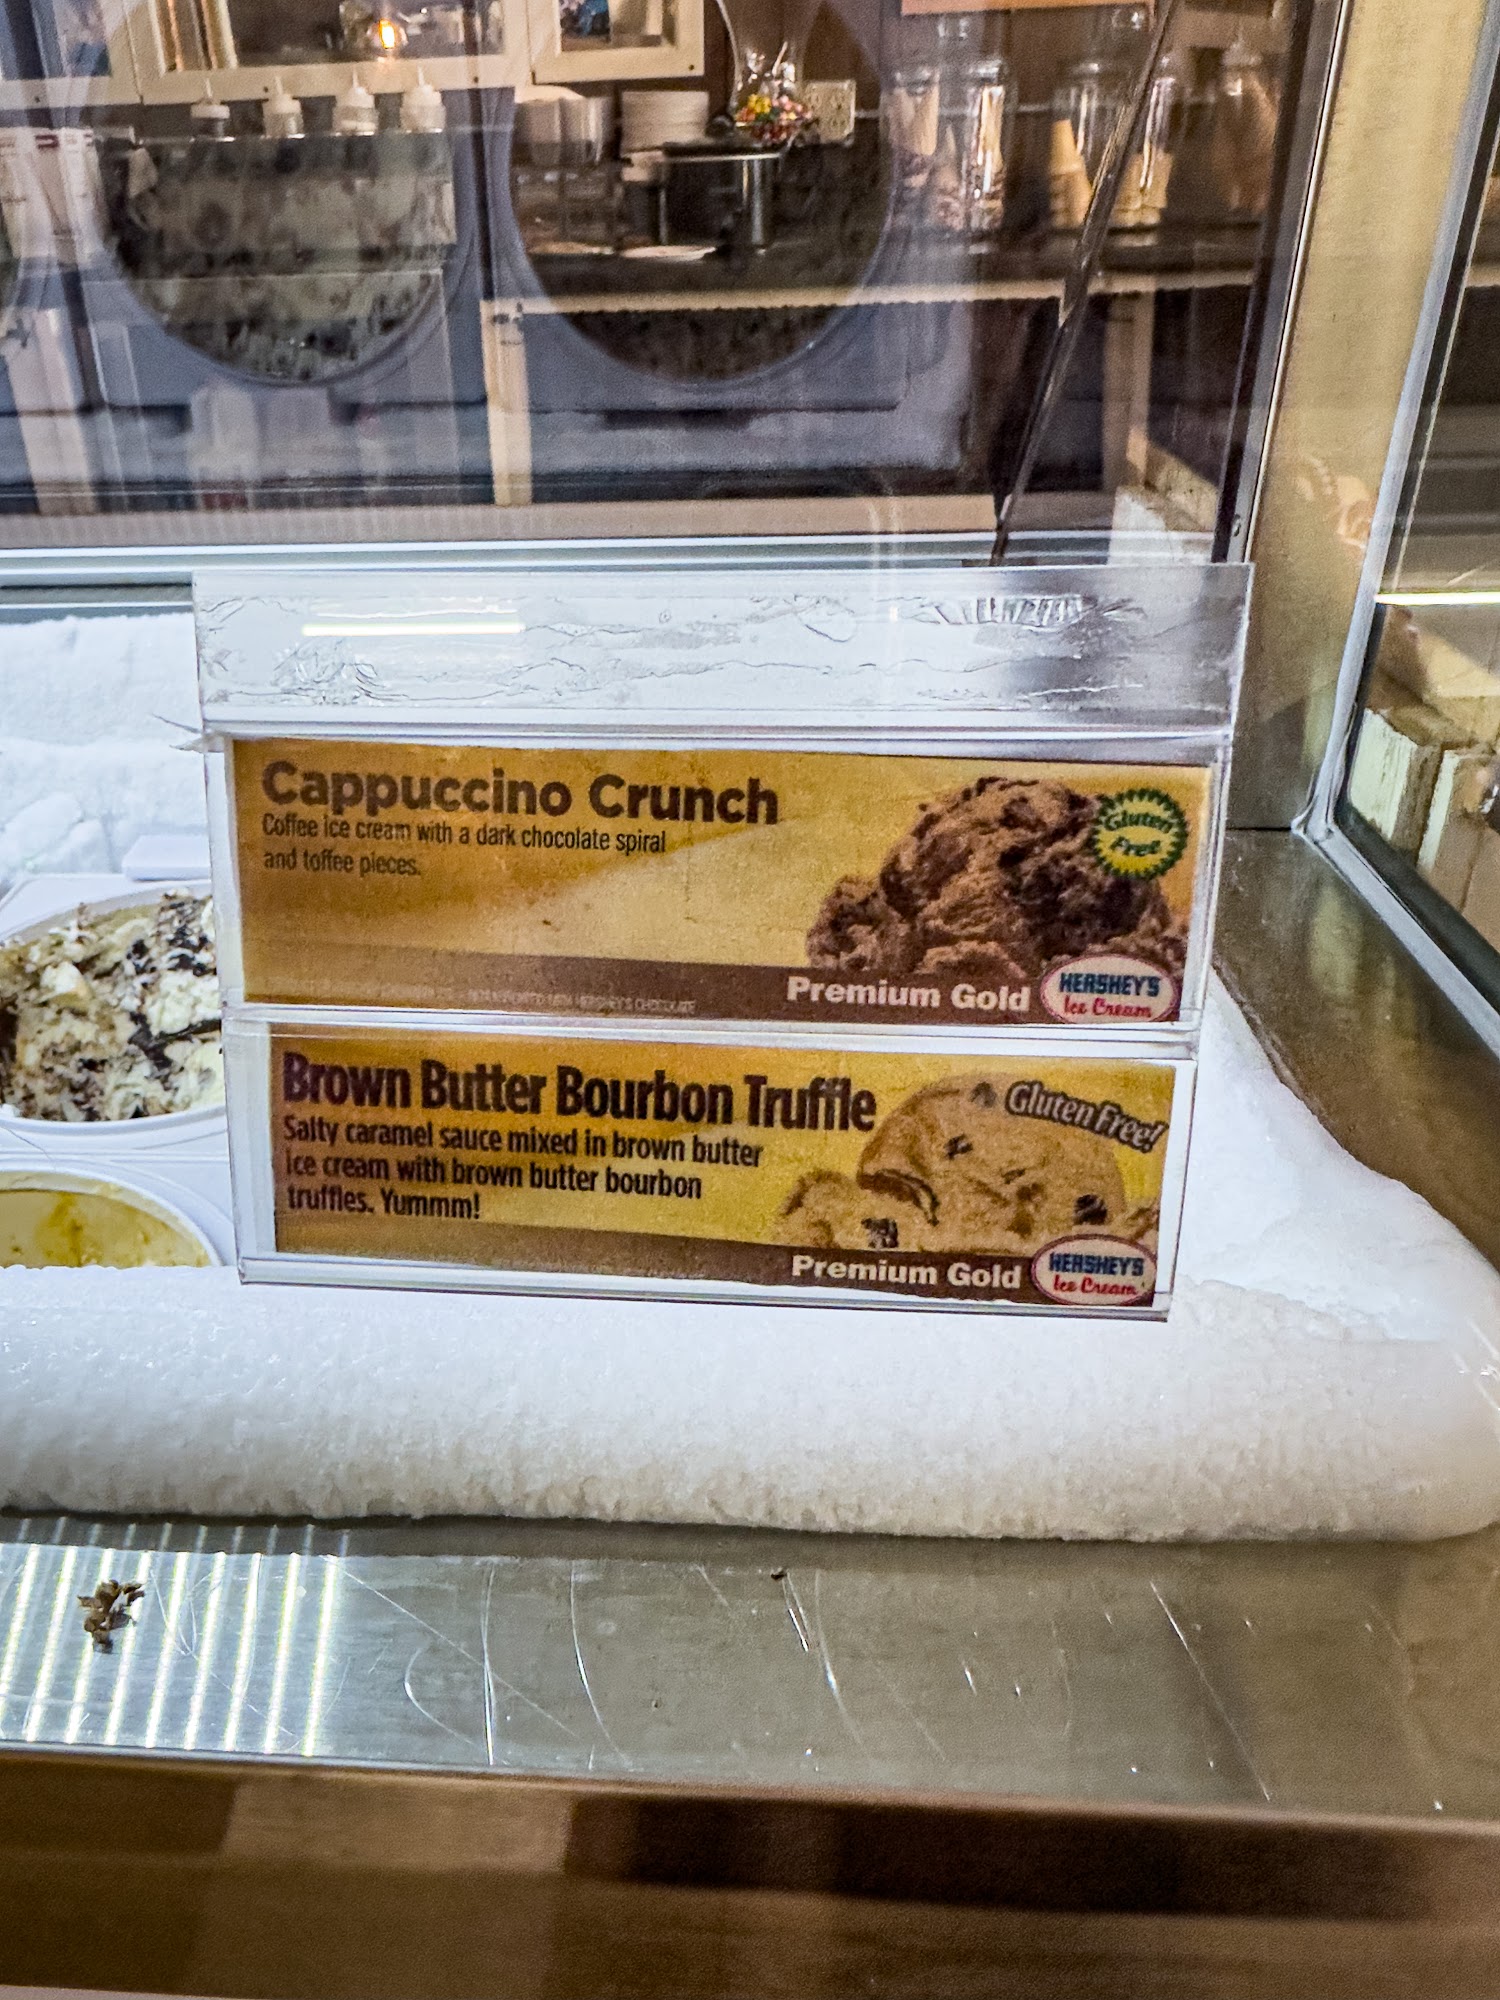 Cappuccino Crunch
Coffee ice cream with a dark chocolate spiral
and toffee pieces.
Gluten
Free
Premium Gold
HERSHEY'S
Ice Cream
Brown Butter Bourbon Truffle
Salty caramel sauce mixed in brown butter
ice cream with brown butter bourbon
truffles. Yummm!
Gluten Free!
Premium Gold
HERSHEY'S
Ice Cream